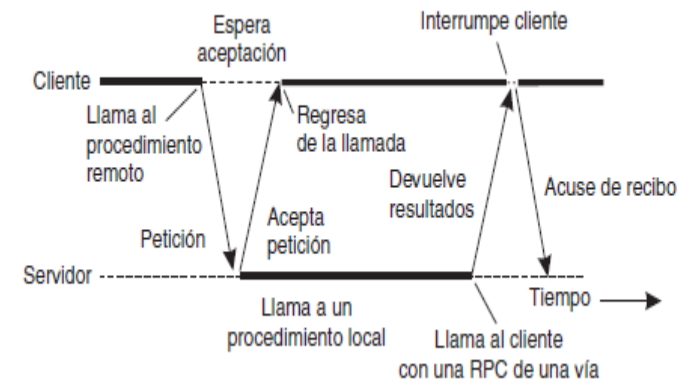 Espera
aceptación
Interrumpe cliente
Cliente
Llama al
procedimiento
remoto
Regresa
de la llamada
Devuelve
resultados
Acuse de recibo
Petición
Acepta
petición
Servidor
Tiempo
Llama a un
procedimiento local
Llama al cliente
con una RPC de una vía